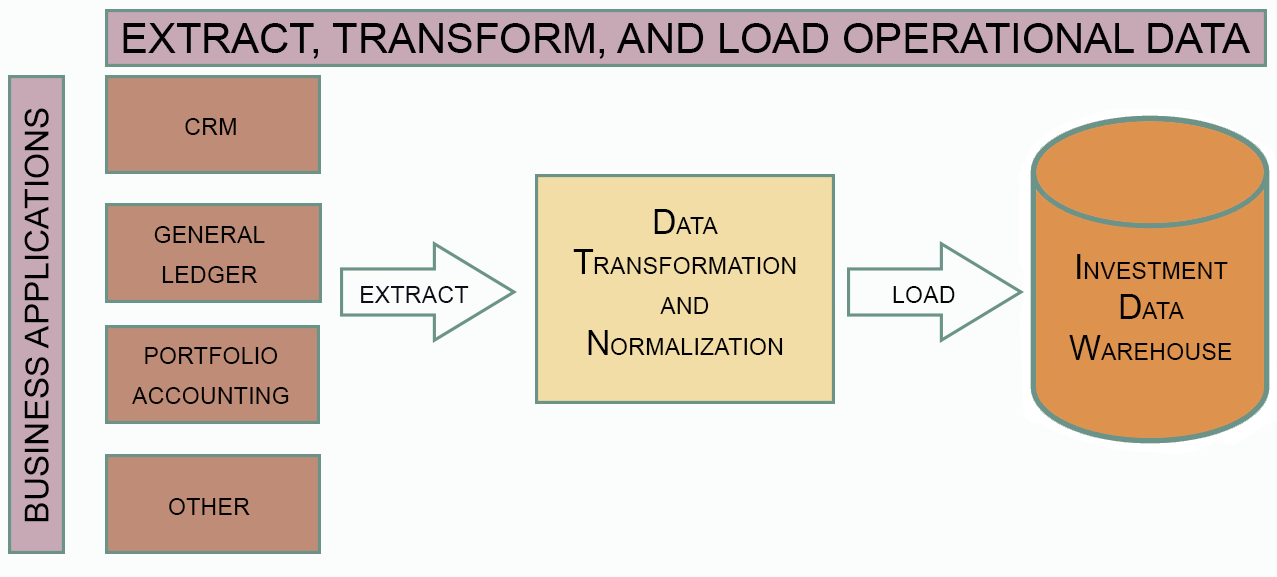 EXTRACT, TRANSFORM, AND LOAD OPERATIONAL DATA
BUSINESS APPLICATIONS
CRM
GENERAL
LEDGER
PORTFOLIO
ACCOUNTING
OTHER
EXTRACT
DATA
TRANSFORMATION
AND
NORMALIZATION
LOAD
INVESTMENT
DATA
WAREHOUSE